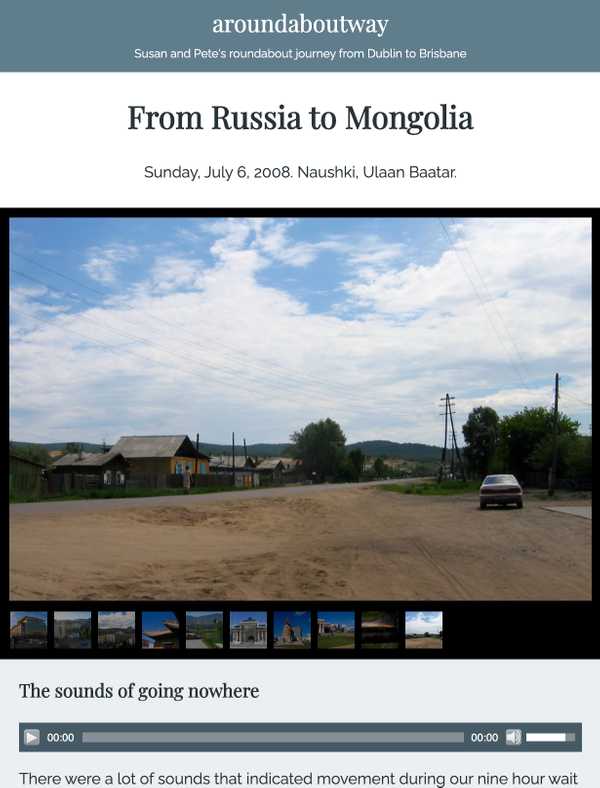 aroundaboutway
Susan and Pete's roundabout journey from Dublin to Brisbane
From Russia to Mongolia
Sunday, July 6, 2008. Naushki, Ulaan Baatar.
The sounds of going nowhere
00:00 00:00
There were a lot of sounds that indicated movement during our nine hour wait